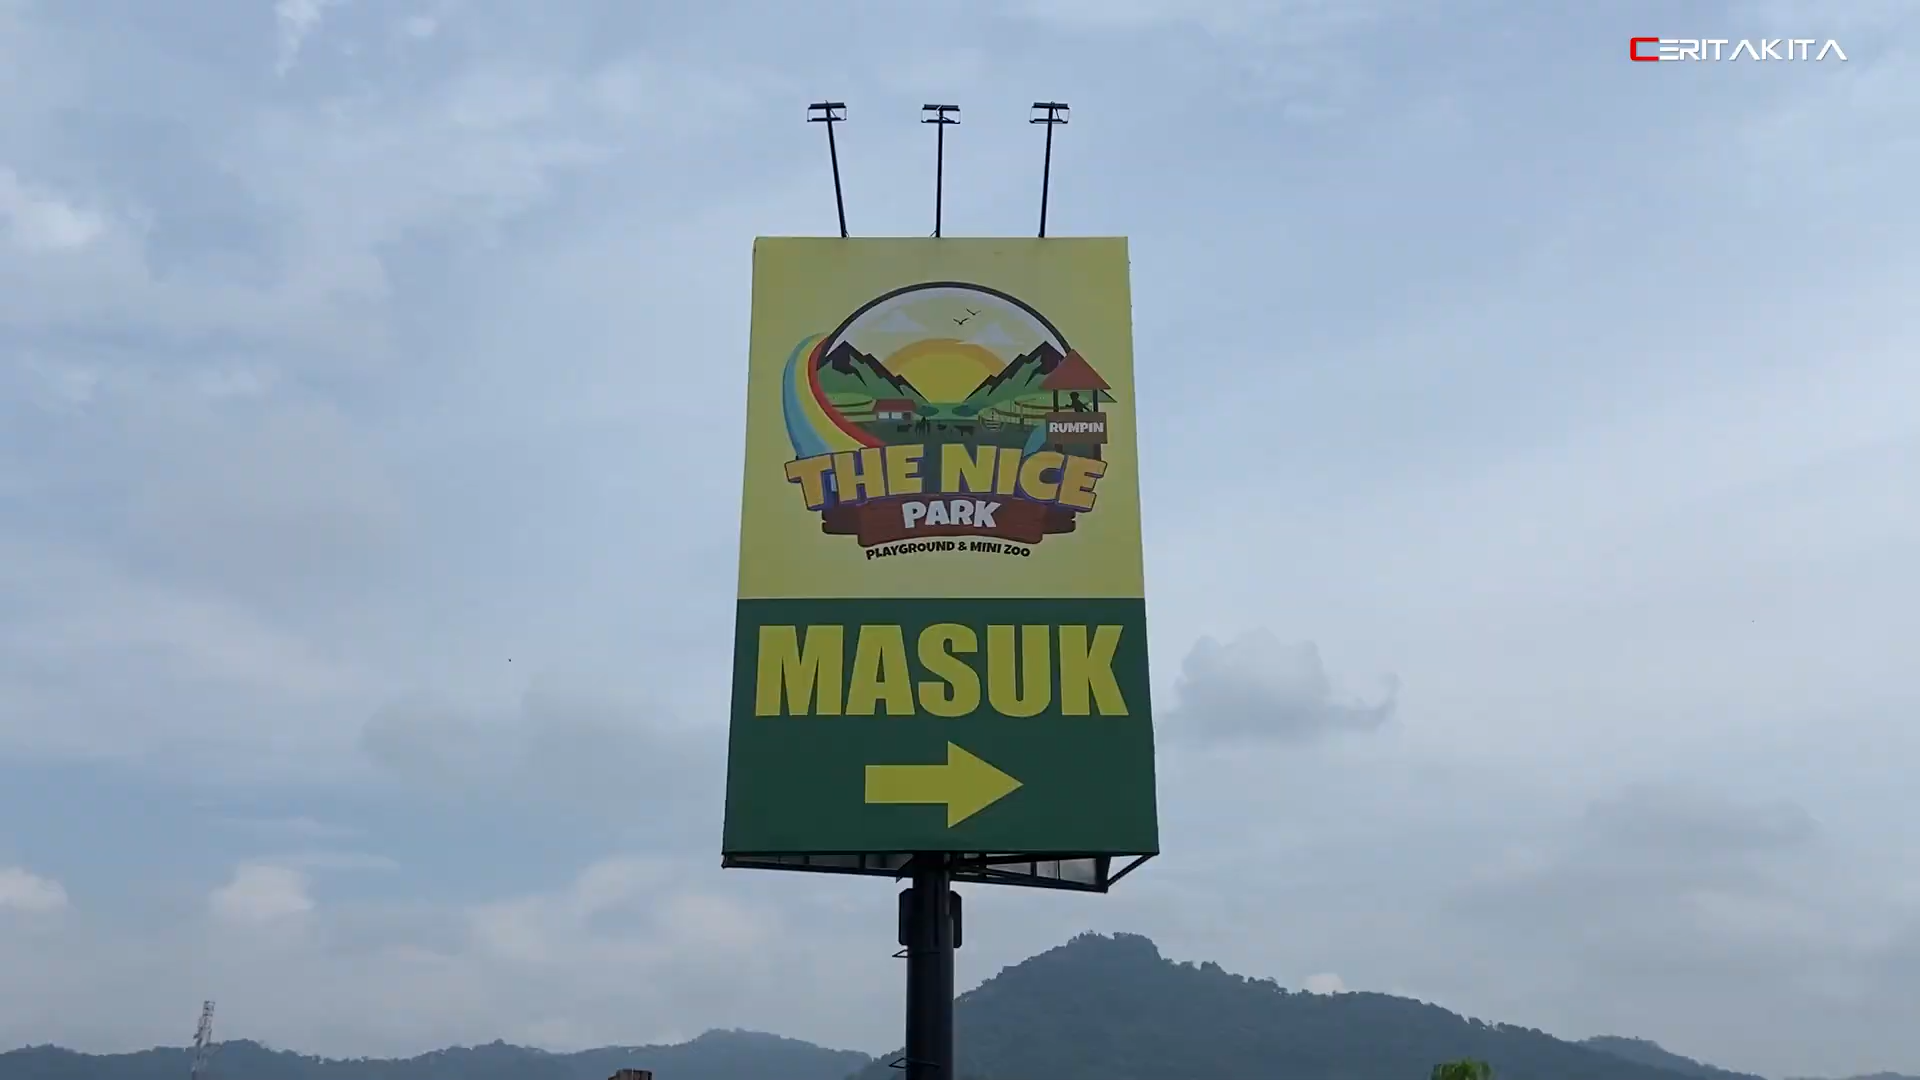 CERITAKITA
RUMPIN
THE NICE
PARK
PLAYGROUND & MINI ZOO
MASUK